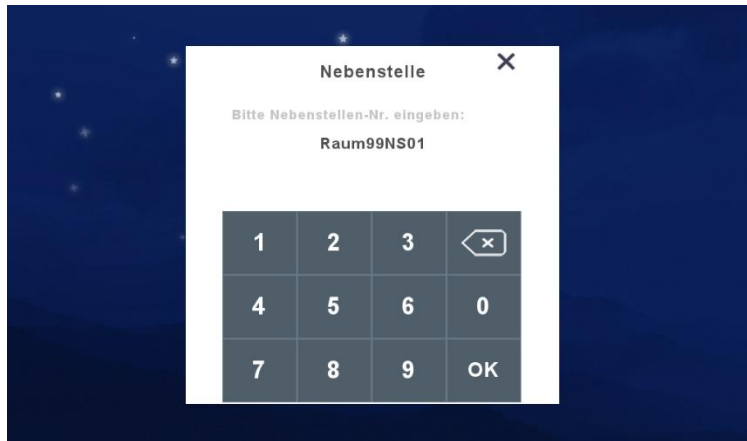 Nebenstelle
Bitte Nebenstellen-Nr. eingeben:
Raum99NS01
1 2 3
4 5 6 0
7 8 9 OK